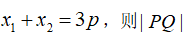 x₁ + x₂ = 3p，则|PQ|